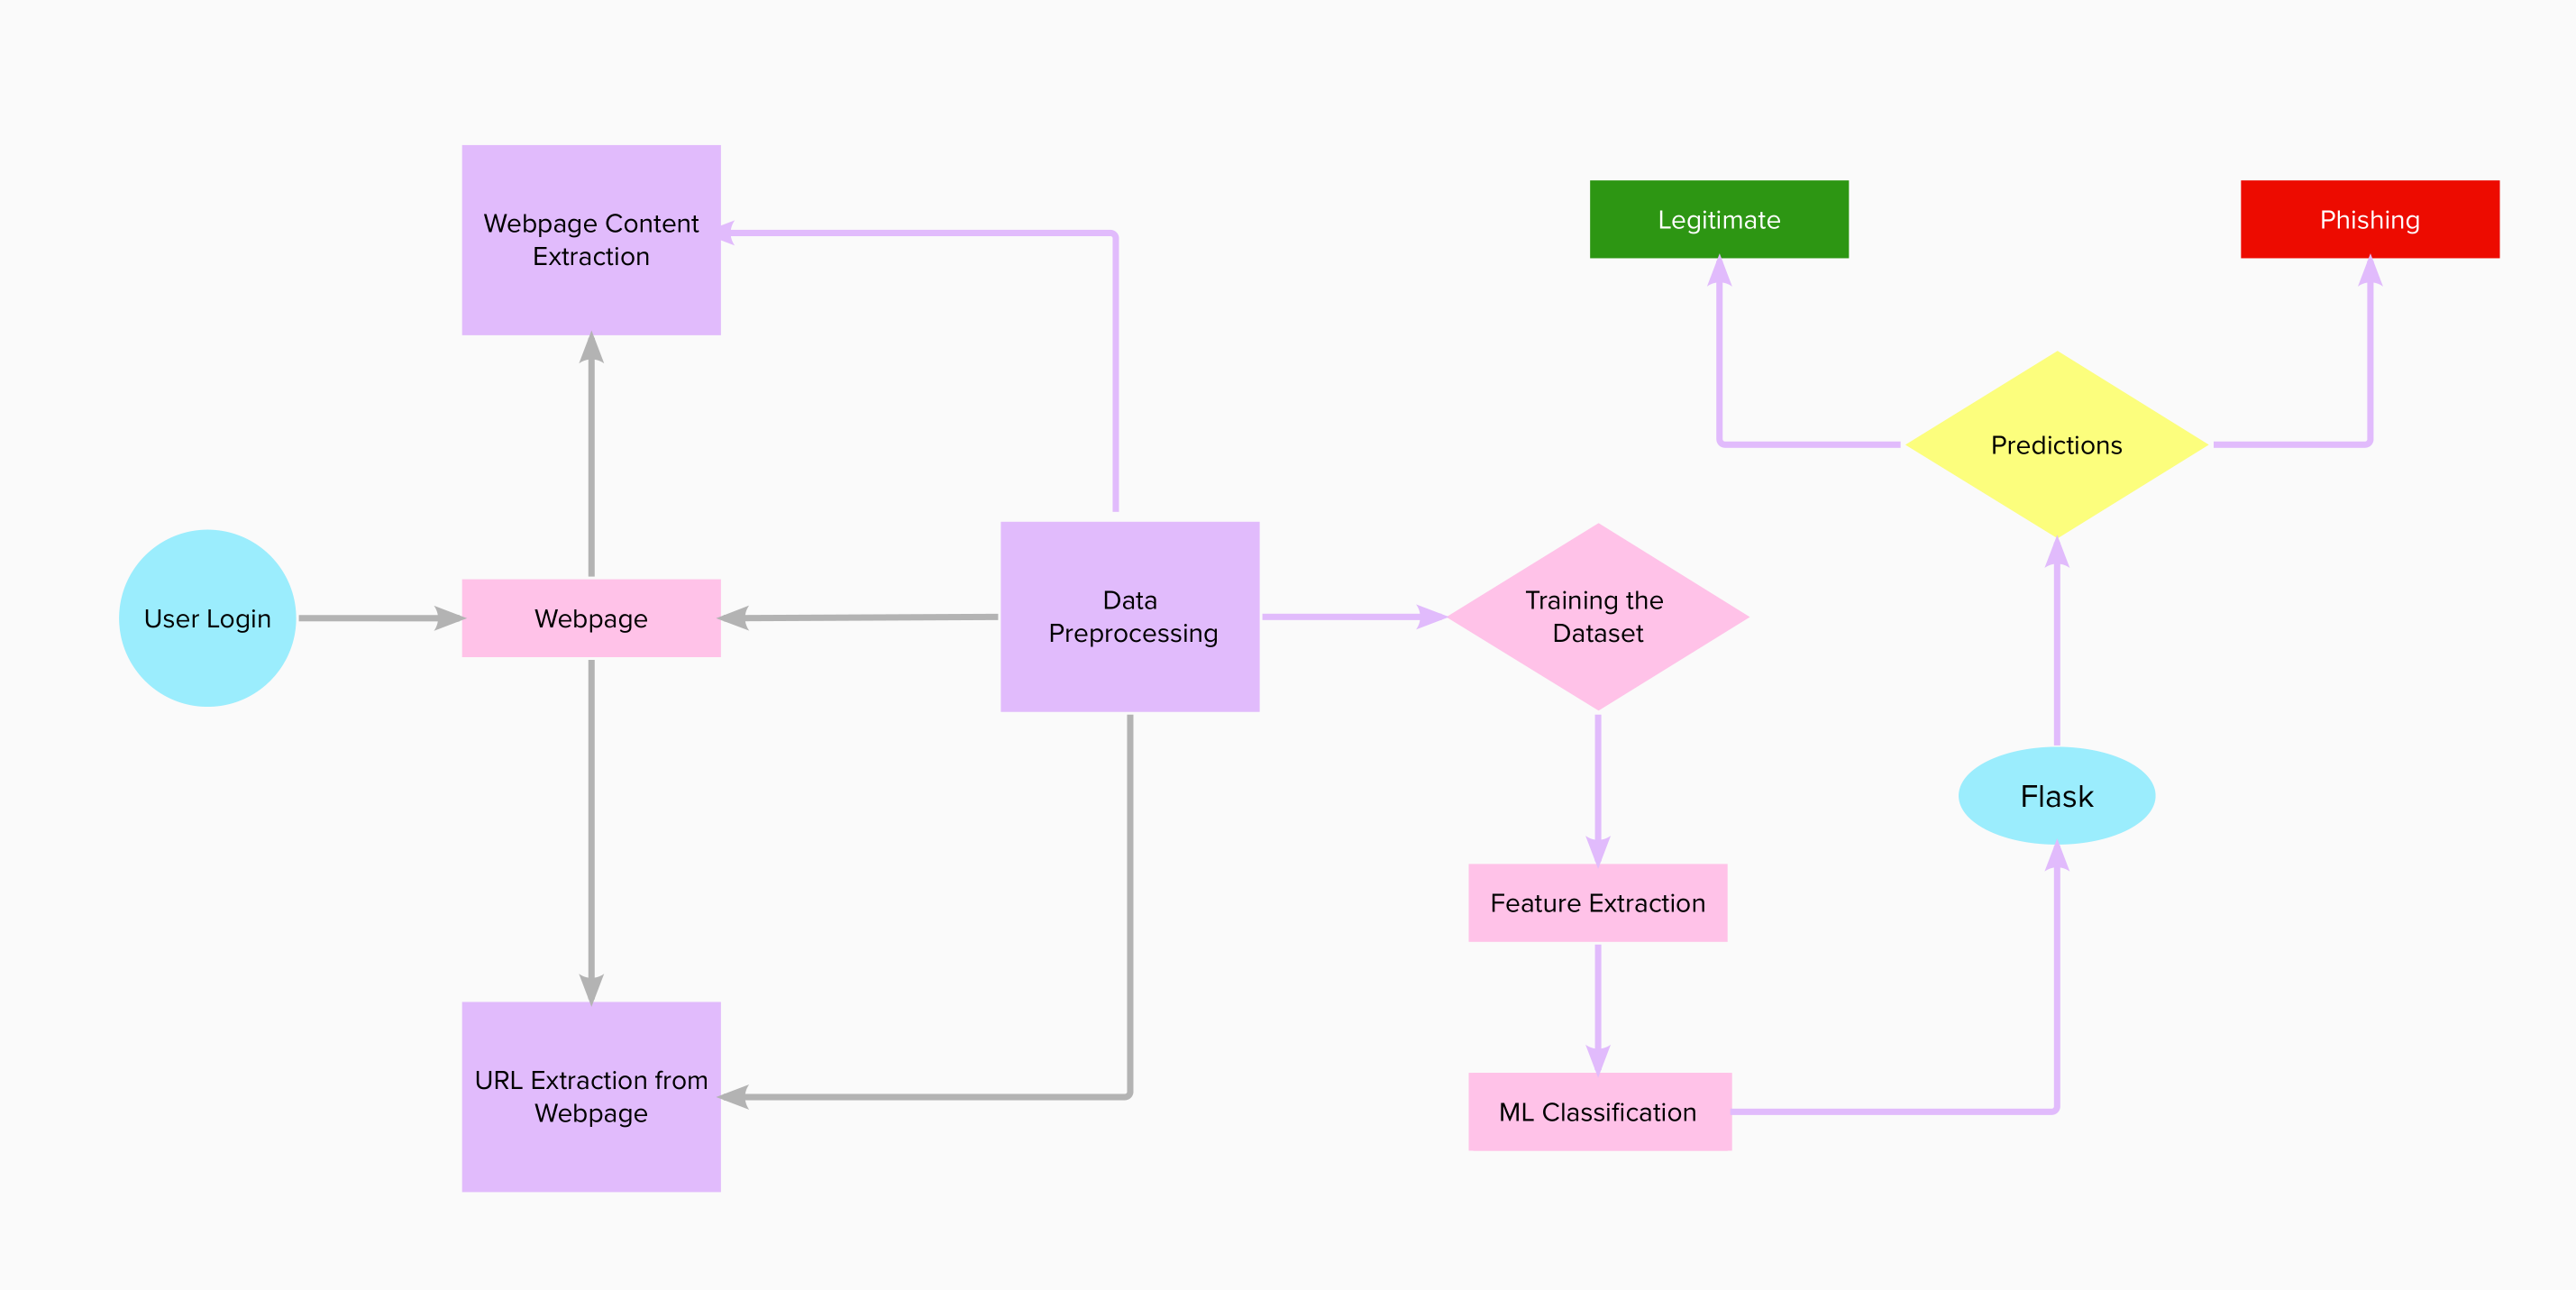 Webpage Content
Extraction
Legitimate
Phishing
Predictions
User Login
Webpage
Data
Preprocessing
Training the
Dataset
Flask
Feature Extraction
URL Extraction from
Webpage
ML Classification